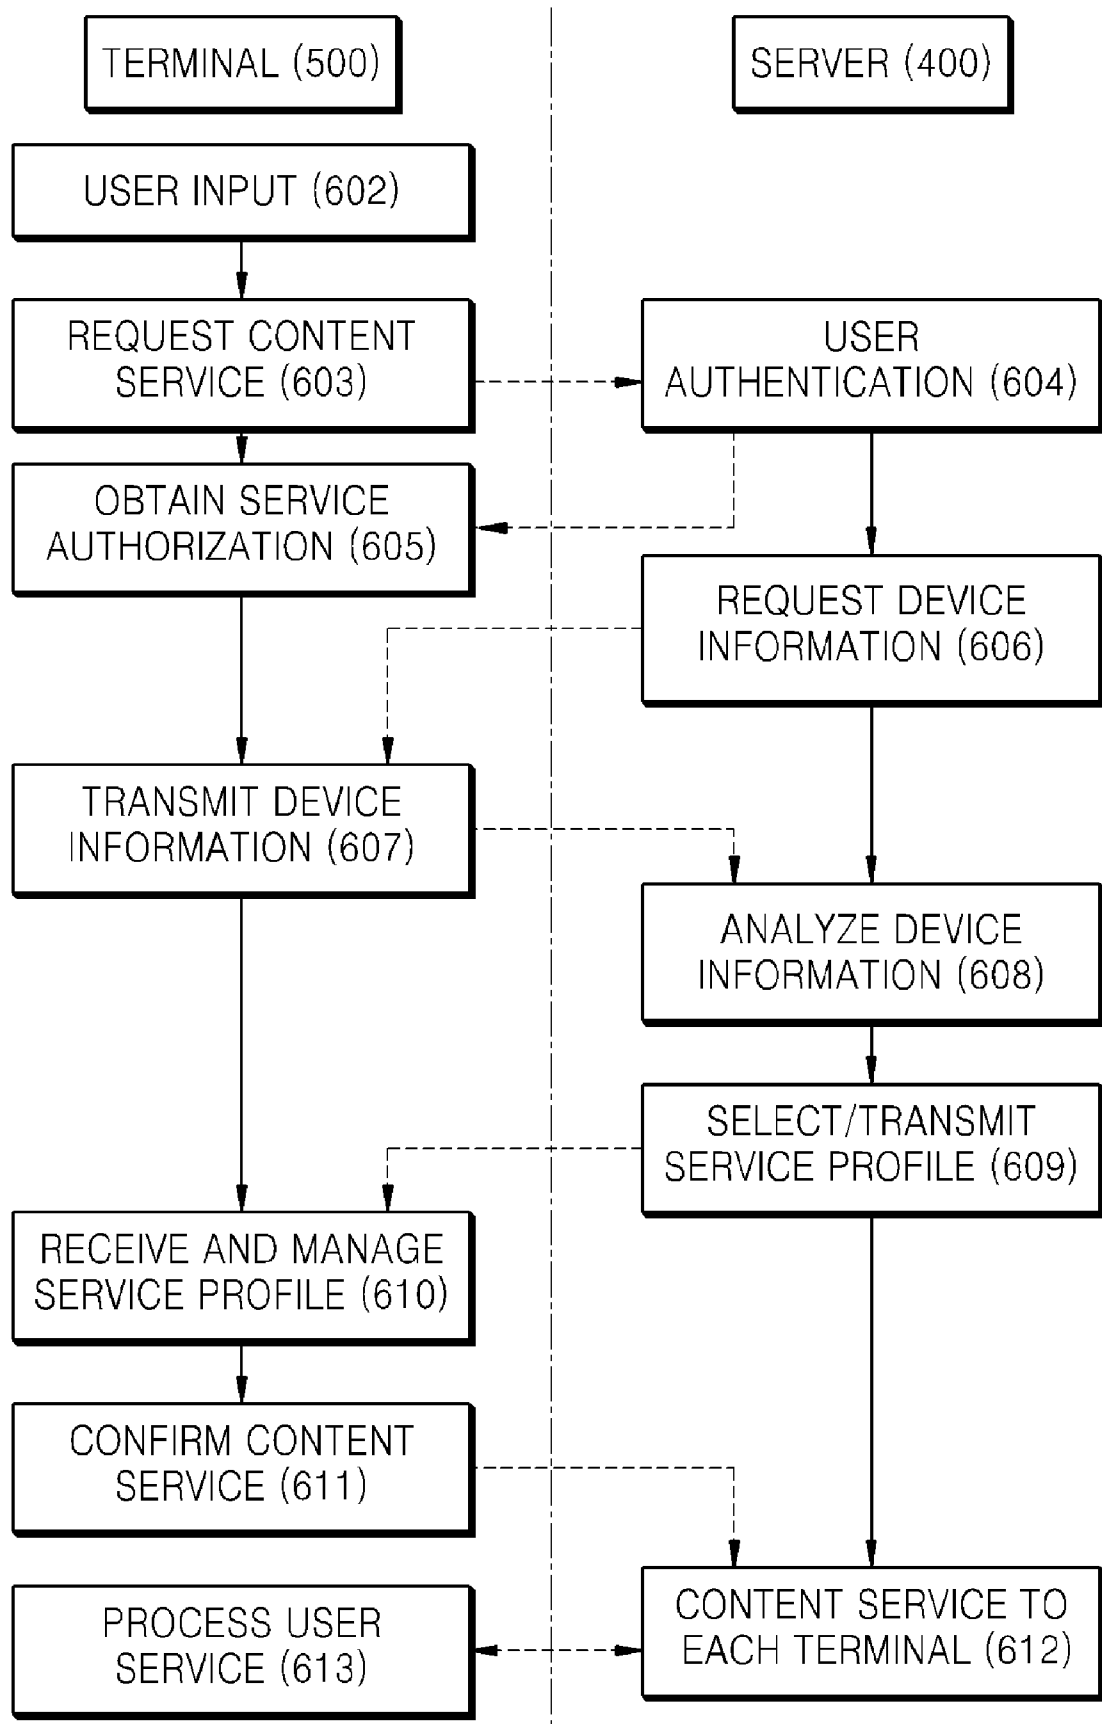 TERMINAL (500)
SERVER (400)
USER INPUT (602)
REQUEST CONTENT
SERVICE (603)
USER
AUTHENTICATION (604)
OBTAIN SERVICE
AUTHORIZATION (605)
REQUEST DEVICE
INFORMATION (606)
TRANSMIT DEVICE
INFORMATION (607)
ANALYZE DEVICE
INFORMATION (608)
SELECT/TRANSMIT
SERVICE PROFILE (609)
RECEIVE AND MANAGE
SERVICE PROFILE (610)
CONFIRM CONTENT
SERVICE (611)
CONTENT SERVICE TO
EACH TERMINAL (612)
PROCESS USER
SERVICE (613)